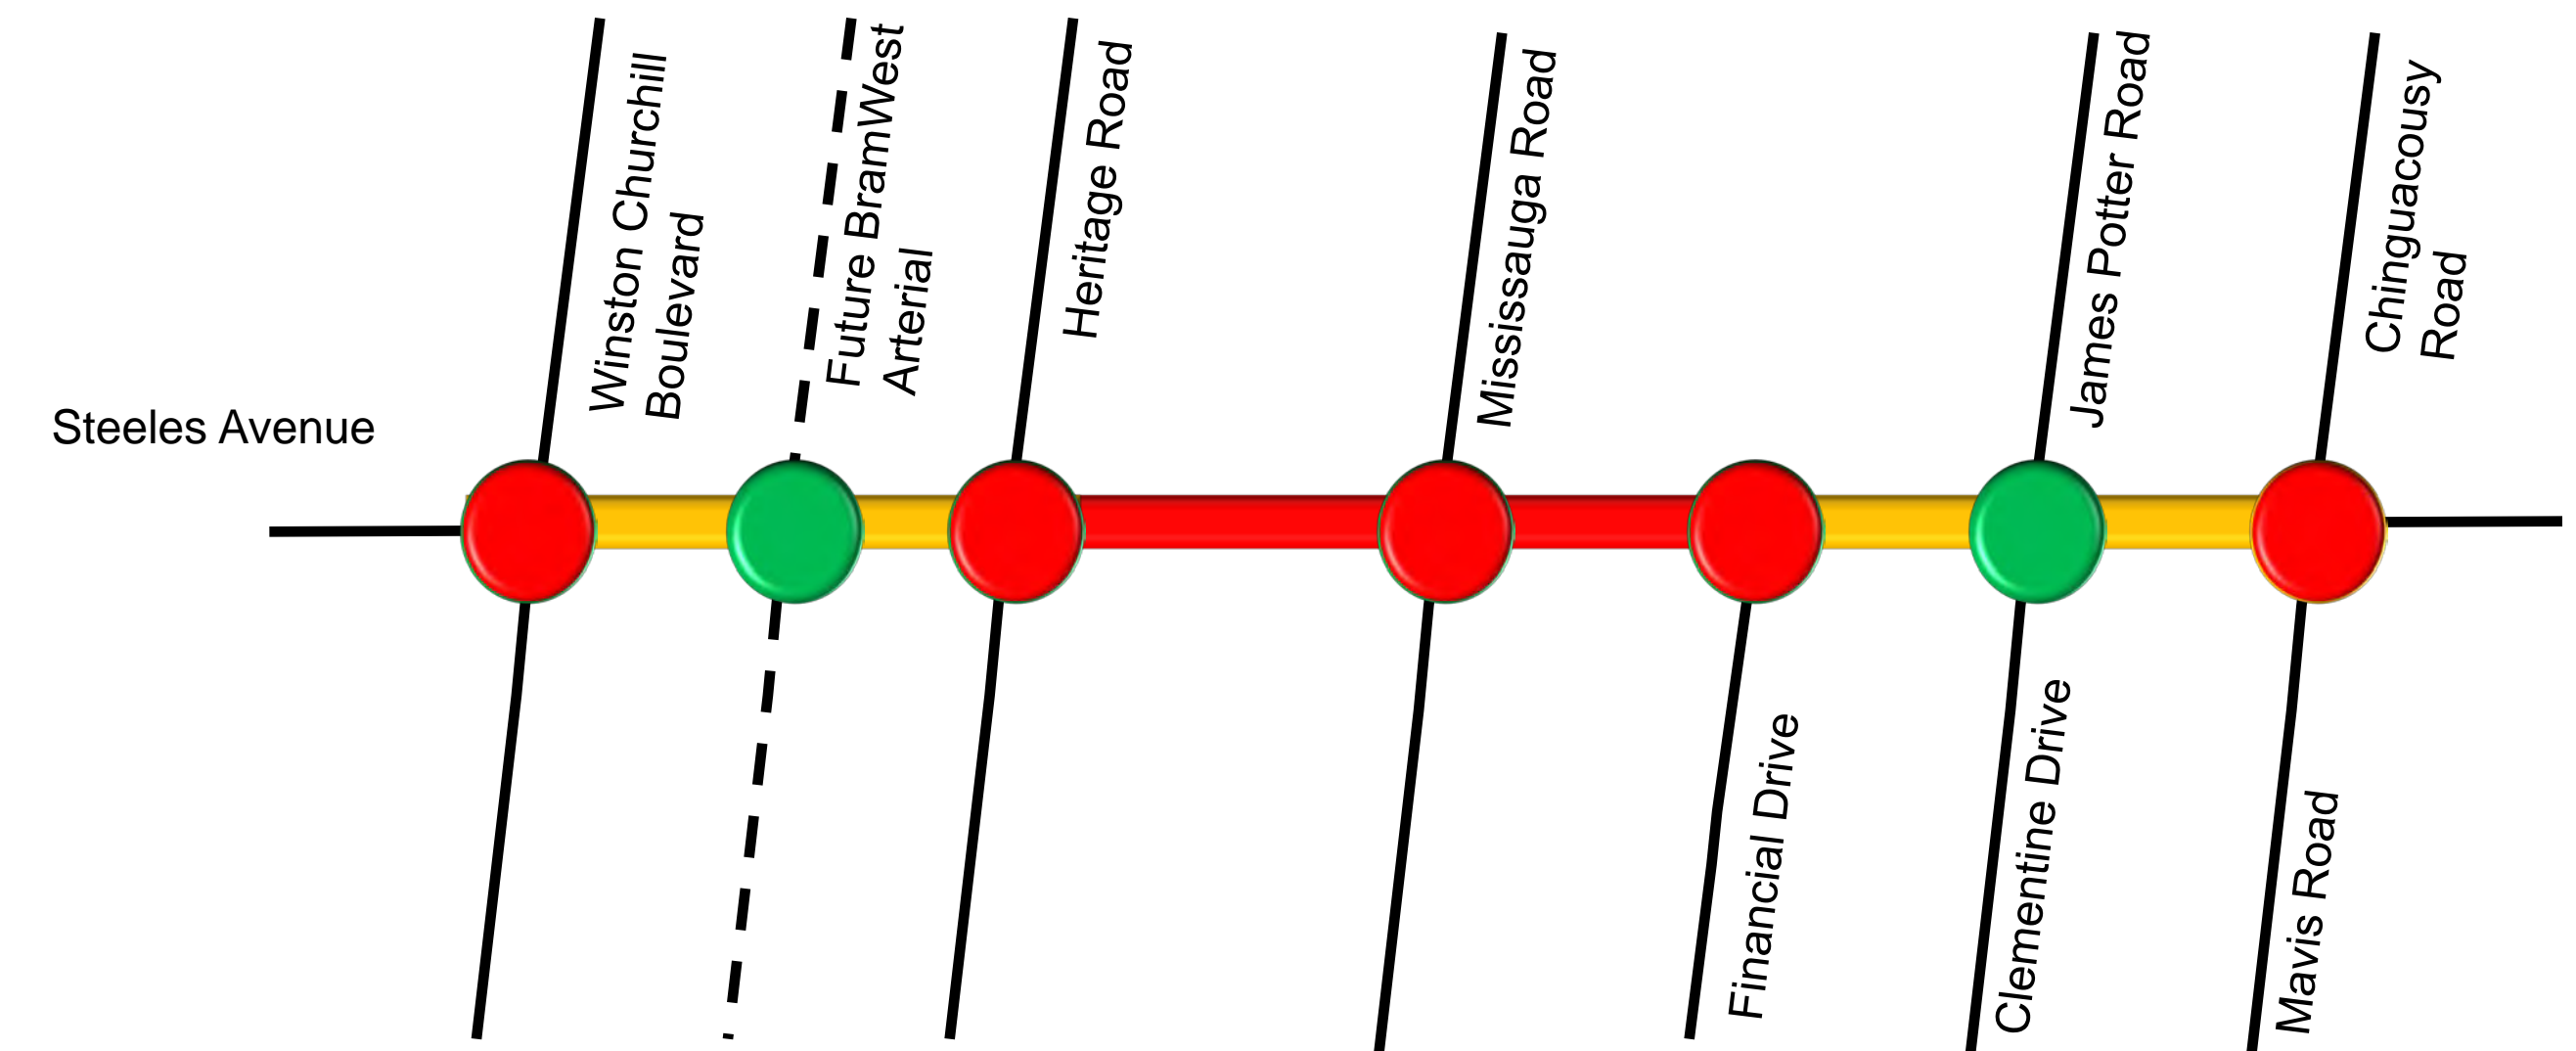 Winston Churchill
Boulevard
Future BramWest
Arterial
Heritage Road
Mississauga Road
James Potter Road
Chinguacousy
Road
Steeles Avenue
Financial Drive
Clementine Drive
Mavis Road